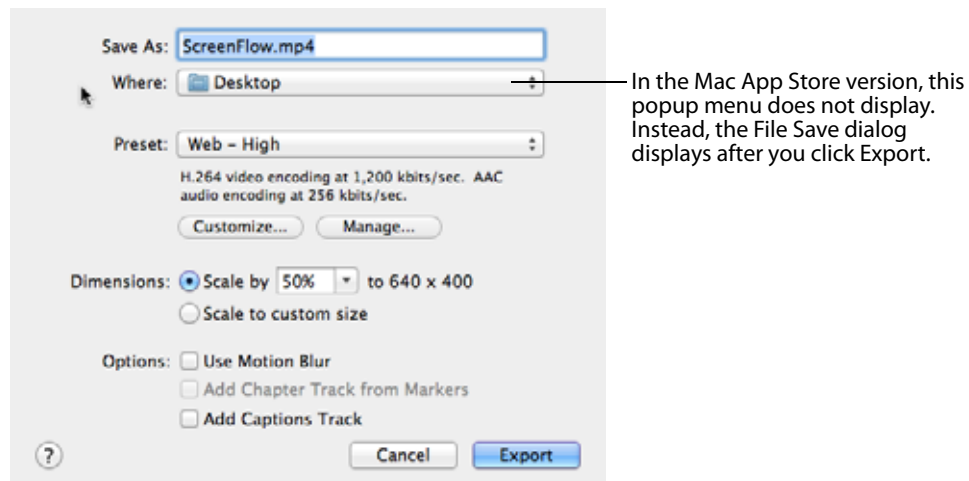 Save As: ScreenFlow.mp4
Where: Desktop
In the Mac App Store version, this
popup menu does not display.
Instead, the File Save dialog
displays after you click Export.
Preset: Web – High
H.264 video encoding at 1,200 kbits/sec. AAC
audio encoding at 256 kbits/sec.
Customize... Manage...
Dimensions: Scale by 50% to 640 x 400
Scale to custom size
Options: Use Motion Blur
Add Chapter Track from Markers
Add Captions Track
? Cancel Export